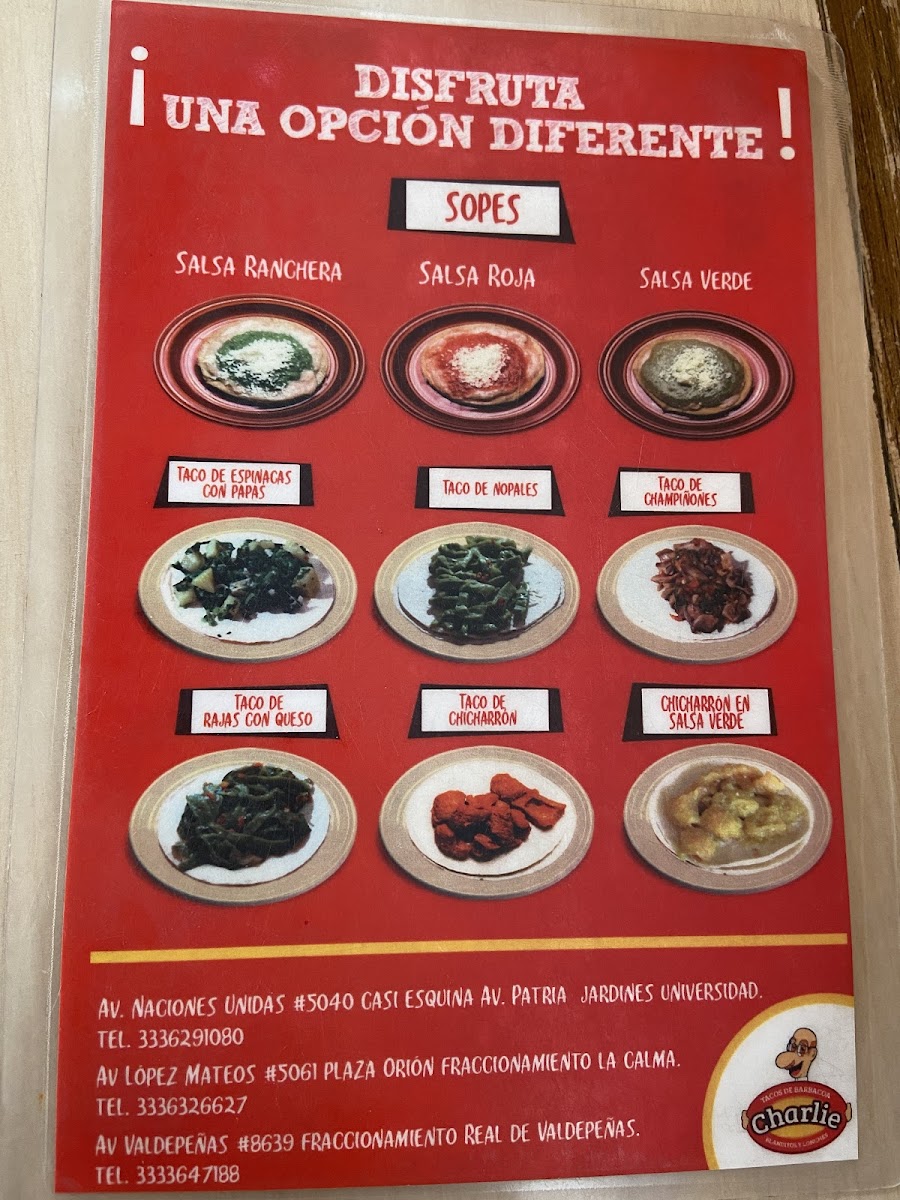 ¡DISFRUTA
UNA OPCIÓN DIFERENTE!
SOPES
SALSA RANCHERA
SALSA ROJA
SALSA VERDE
TACO DE ESPINACAS
CON PAPAS
TACO DE NOPALES
TACO DE
CHAMPIÑONES
TACO DE
RAJAS CON QUESO
TACO DE
CHICHARRÓN
CHICHARRÓN EN
SALSA VERDE
AV. NACIONES UNIDAS #5040 CASI ESQUINA AV. PATRIA JARDINES UNIVERSIDAD.
TEL. 3336291080
AV LÓPEZ MATEOS #5061 PLAZA ORIÓN FRACCIONAMIENTO LA CALMA.
TEL. 3336326627
AV VALDEPEÑAS #8639 FRACCIONAMIENTO REAL DE VALDEPEÑAS.
TEL. 3333647188
TACOS DE BARBACOA
Charlie
BLANDITOS Y LONCHES